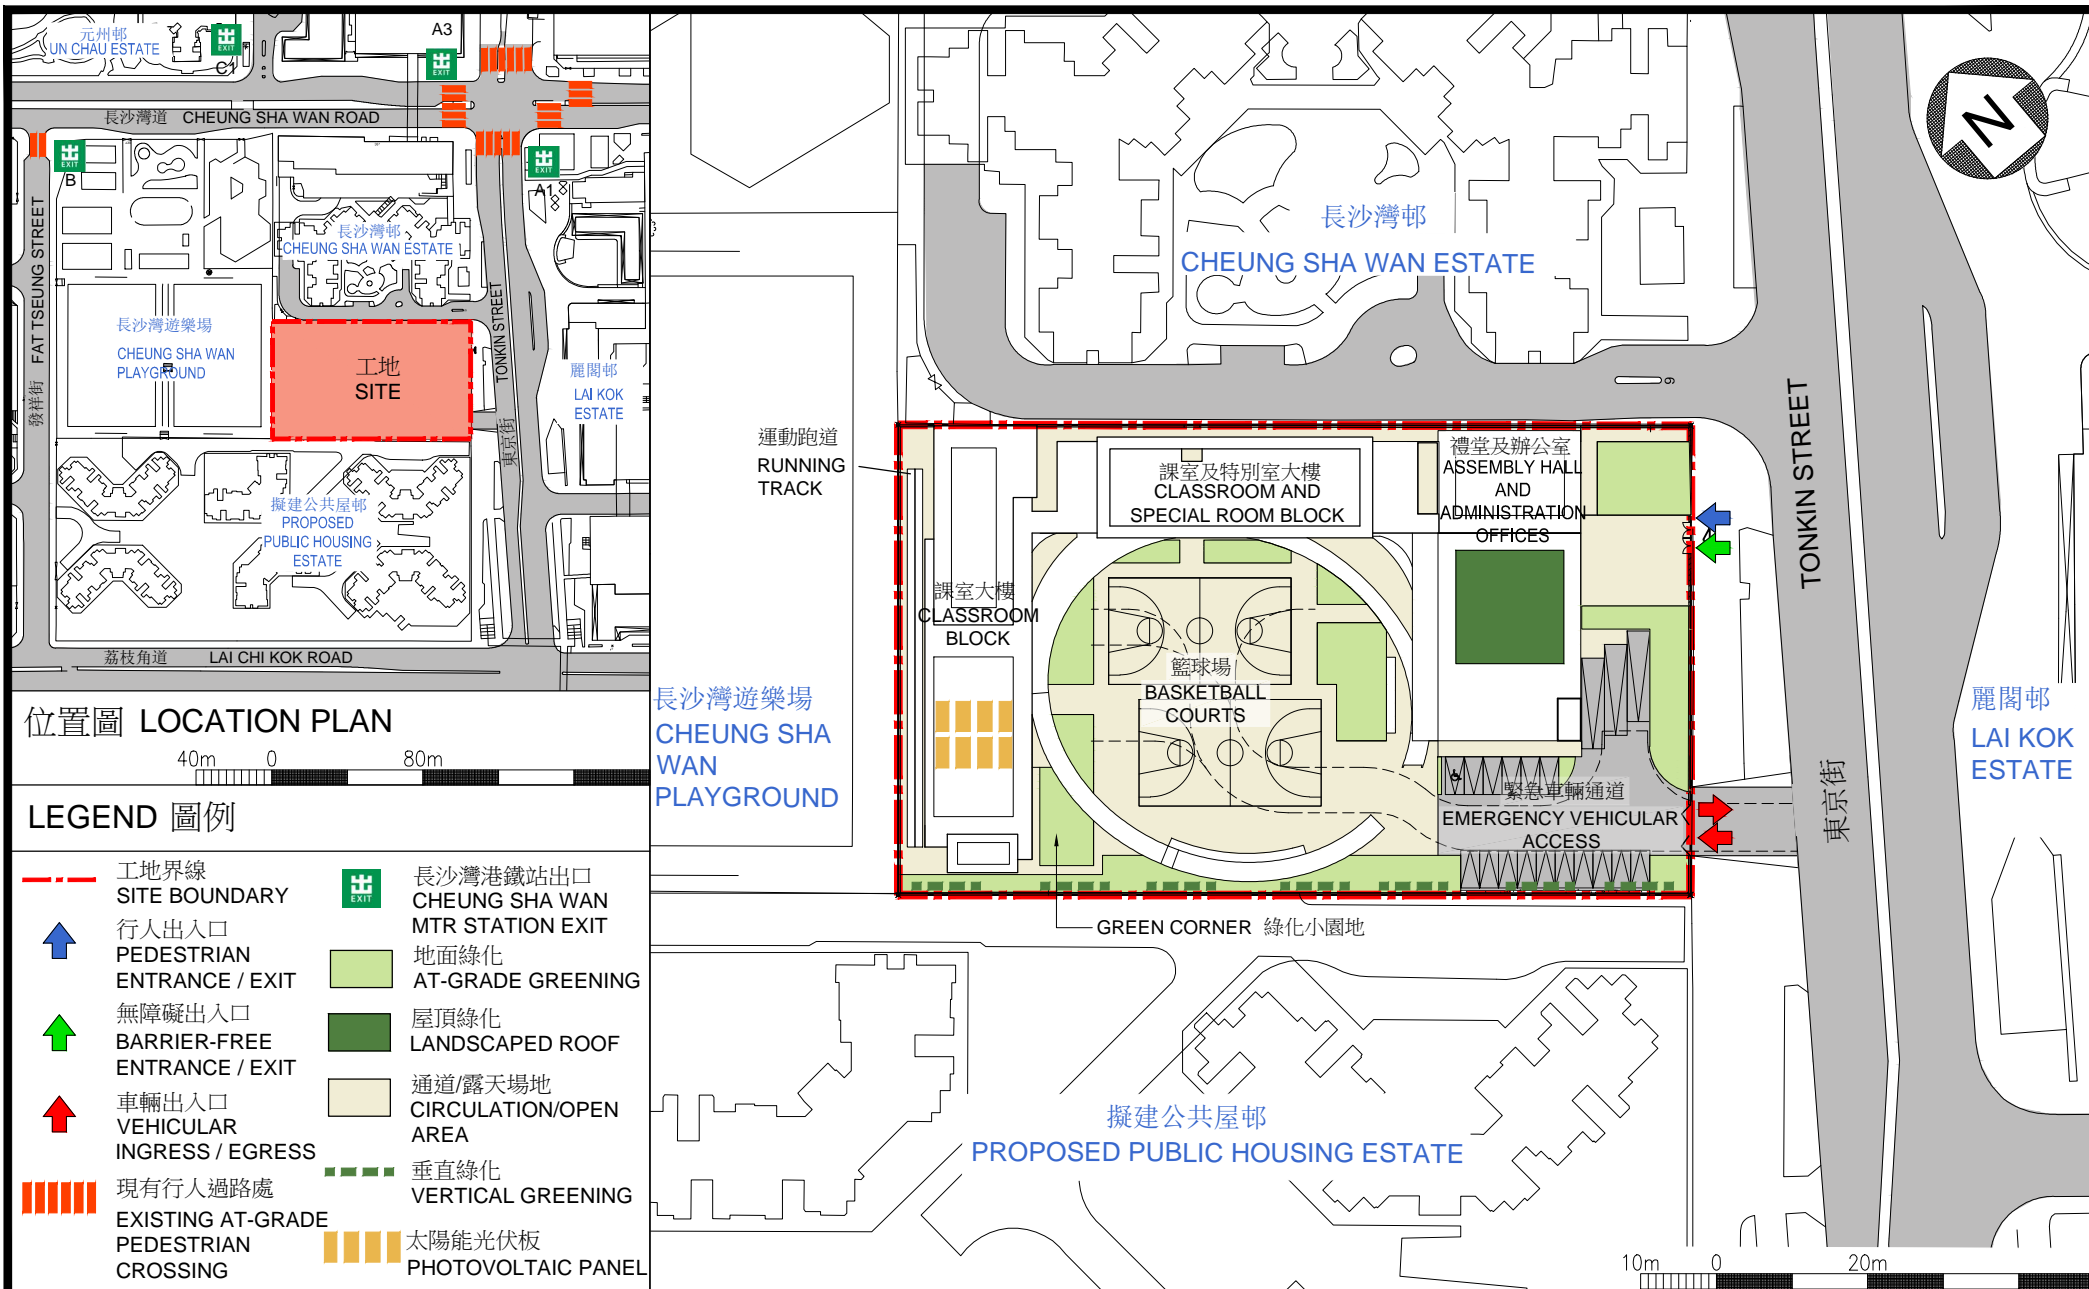 元州邨
UN CHAU ESTATE
EXIT
C1
A3
EXIT
長沙灣道 CHEUNG SHA WAN ROAD
EXIT
B
EXIT
A1
發祥街 FAT TSEUNG STREET
長沙灣邨
CHEUNG SHA WAN ESTATE
TONKIN STREET
東京街
長沙灣遊樂場
CHEUNG SHA WAN
PLAYGROUND
工地
SITE
麗閣邨
LAI KOK
ESTATE
擬建公共屋邨
PROPOSED
PUBLIC HOUSING
ESTATE
荔枝角道 LAI CHI KOK ROAD
位置圖 LOCATION PLAN
40m 0 80m
LEGEND 圖例
工地界線
SITE BOUNDARY
行人出入口
PEDESTRIAN
ENTRANCE / EXIT
無障礙出入口
BARRIER-FREE
ENTRANCE / EXIT
車輛出入口
VEHICULAR
INGRESS / EGRESS
現有行人過路處
EXISTING AT-GRADE
PEDESTRIAN
CROSSING
EXIT
長沙灣港鐵站出口
CHEUNG SHA WAN
MTR STATION EXIT
地面綠化
AT-GRADE GREENING
屋頂綠化
LANDSCAPED ROOF
通道/露天場地
CIRCULATION/OPEN
AREA
垂直綠化
VERTICAL GREENING
太陽能光伏板
PHOTOVOLTAIC PANEL
長沙灣邨
CHEUNG SHA WAN ESTATE
N
TONKIN STREET
東京街
運動跑道
RUNNING
TRACK
課室及特別室大樓
CLASSROOM AND
SPECIAL ROOM BLOCK
禮堂及辦公室
ASSEMBLY HALL
AND
ADMINISTRATION
OFFICES
課室大樓
CLASSROOM
BLOCK
籃球場
BASKETBALL
COURTS
長沙灣遊樂場
CHEUNG SHA
WAN
PLAYGROUND
麗閣邨
LAI KOK
ESTATE
緊急車輛通道
EMERGENCY VEHICULAR
ACCESS
GREEN CORNER 綠化小園地
擬建公共屋邨
PROPOSED PUBLIC HOUSING ESTATE
10m 0 20m